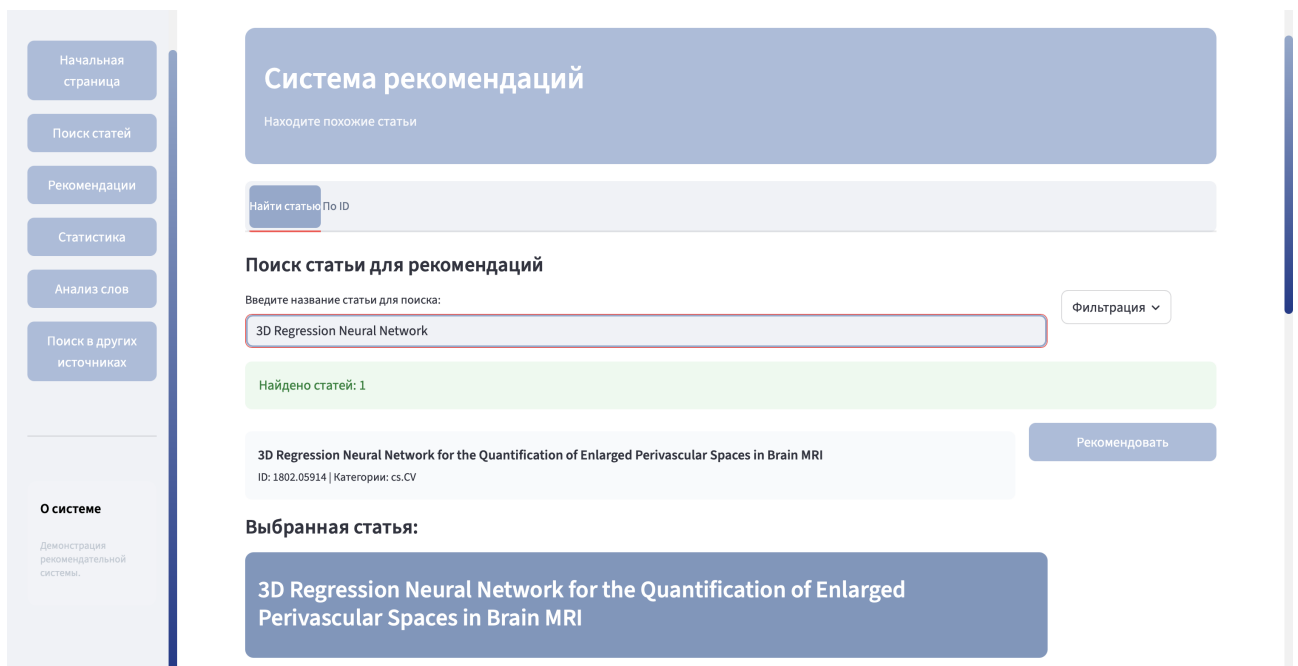 Начальная
страница
Поиск статей
Рекомендации
Статистика
Анализ слов
Поиск в других
источниках
О системе
Демонстрация
рекомендательной
системы.
Система рекомендаций
Находите похожие статьи
Найти статью По ID
Поиск статьи для рекомендаций
Введите название статьи для поиска:
3D Regression Neural Network
Фильтрация
Найдено статей: 1
3D Regression Neural Network for the Quantification of Enlarged Perivascular Spaces in Brain MRI
ID: 1802.05914 | Категории: cs.CV
Рекомендовать
Выбранная статья:
3D Regression Neural Network for the Quantification of Enlarged
Perivascular Spaces in Brain MRI